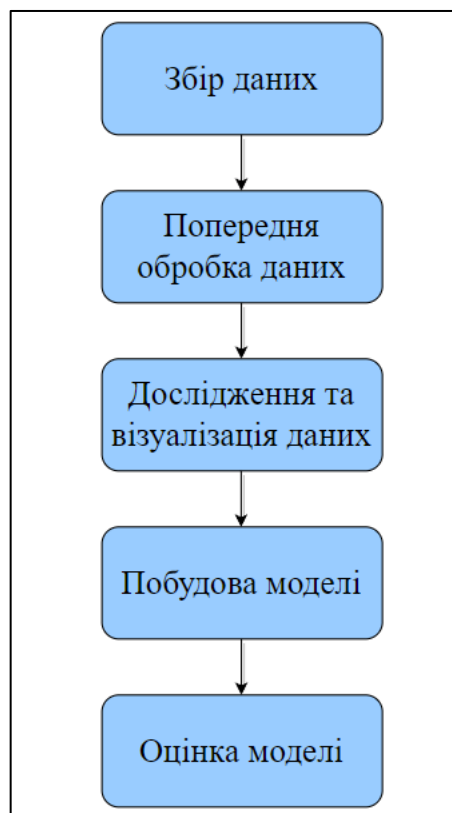 Збір даних
Попередня
обробка даних
Дослідження та
візуалізація даних
Побудова моделі
Оцінка моделі